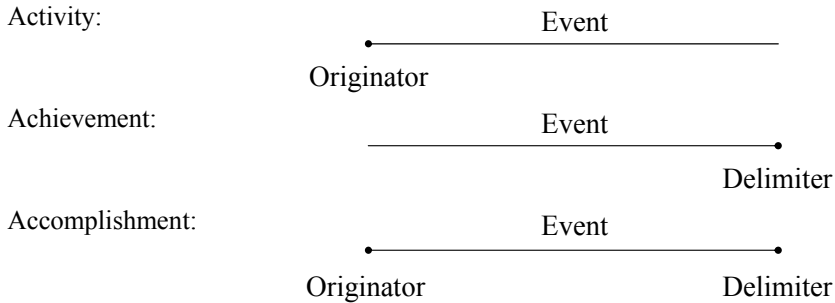 Activity: Event
Originator
Achievement: Event
Delimiter
Accomplishment: Event
Originator Delimiter